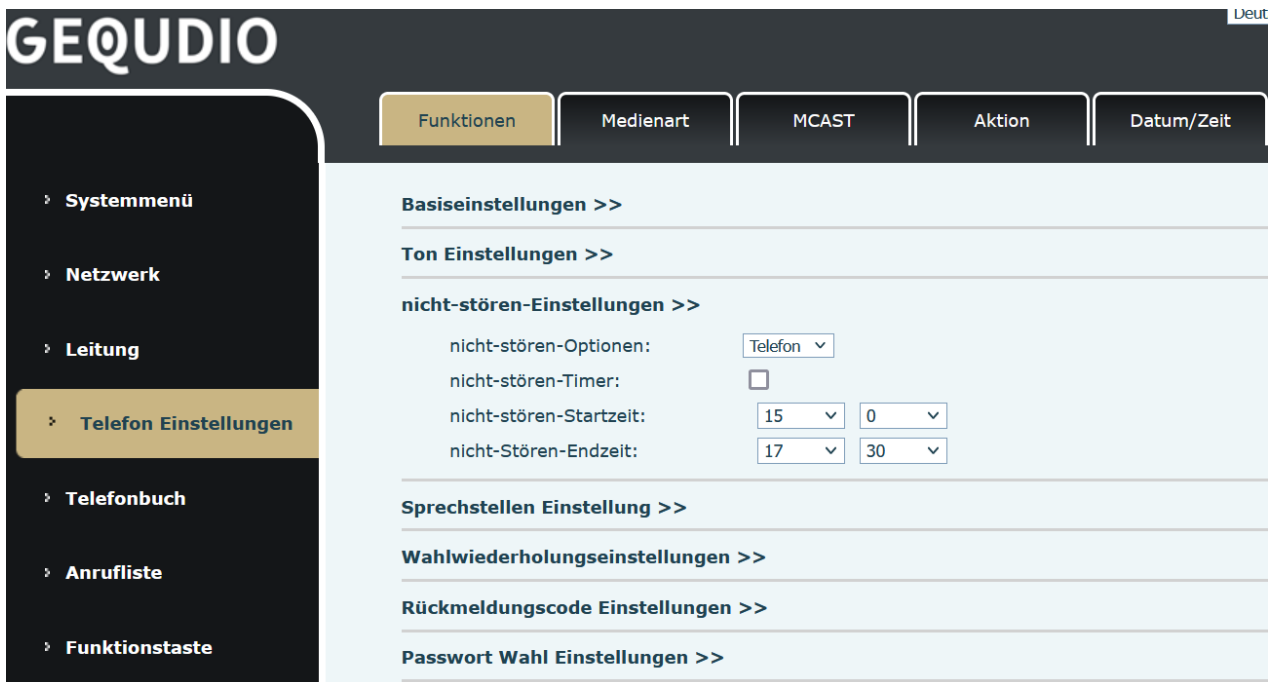 Deut
GEQUDIO
Funktionen Medienart MCAST Aktion Datum/Zeit
Systemmenü
Netzwerk
Leitung
Telefon Einstellungen
Telefonbuch
Anrufliste
Funktionstaste
Basiseinstellungen >>
Ton Einstellungen >>
nicht-stören-Einstellungen >>
nicht-stören-Optionen: Telefon
nicht-stören-Timer:
nicht-stören-Startzeit: 15 0
nicht-Stören-Endzeit: 17 30
Sprechstellen Einstellung >>
Wahlwiederholungseinstellungen >>
Rückmeldungscode Einstellungen >>
Passwort Wahl Einstellungen >>